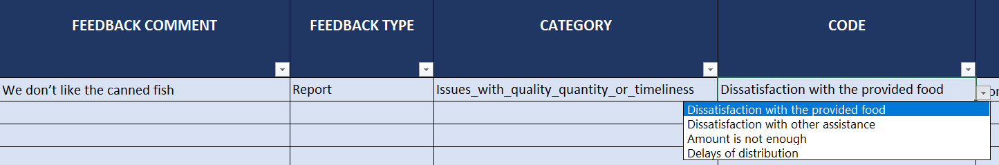 FEEDBACK COMMENT FEEDBACK TYPE CATEGORY CODE
We don’t like the canned fish Report Issues_with_quality_quantity_or_timeliness Dissatisfaction with the provided food
Dissatisfaction with the provided food
Dissatisfaction with other assistance
Amount is not enough
Delays of distribution